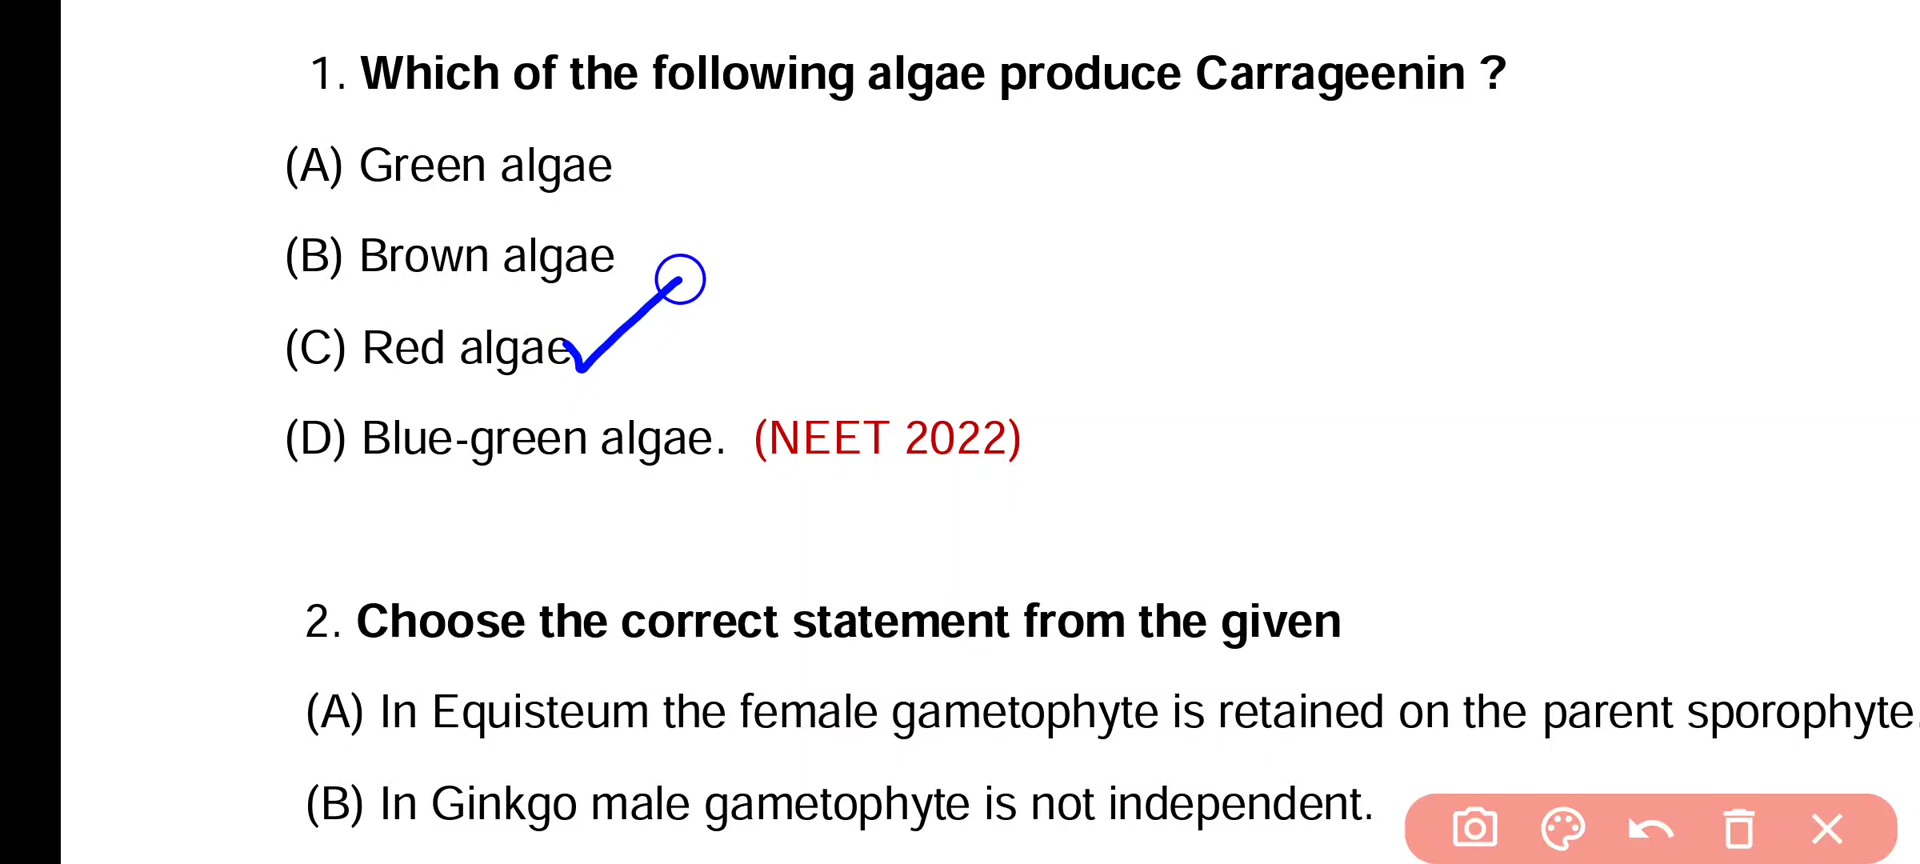 1. Which of the following algae produce Carrageenin ?
(A) Green algae
(B) Brown algae
(C) Red algae
(D) Blue-green algae. (NEET 2022)
2. Choose the correct statement from the given
(A) In Equisteum the female gametophyte is retained on the parent sporophyte.
(B) In Ginkgo male gametophyte is not independent.